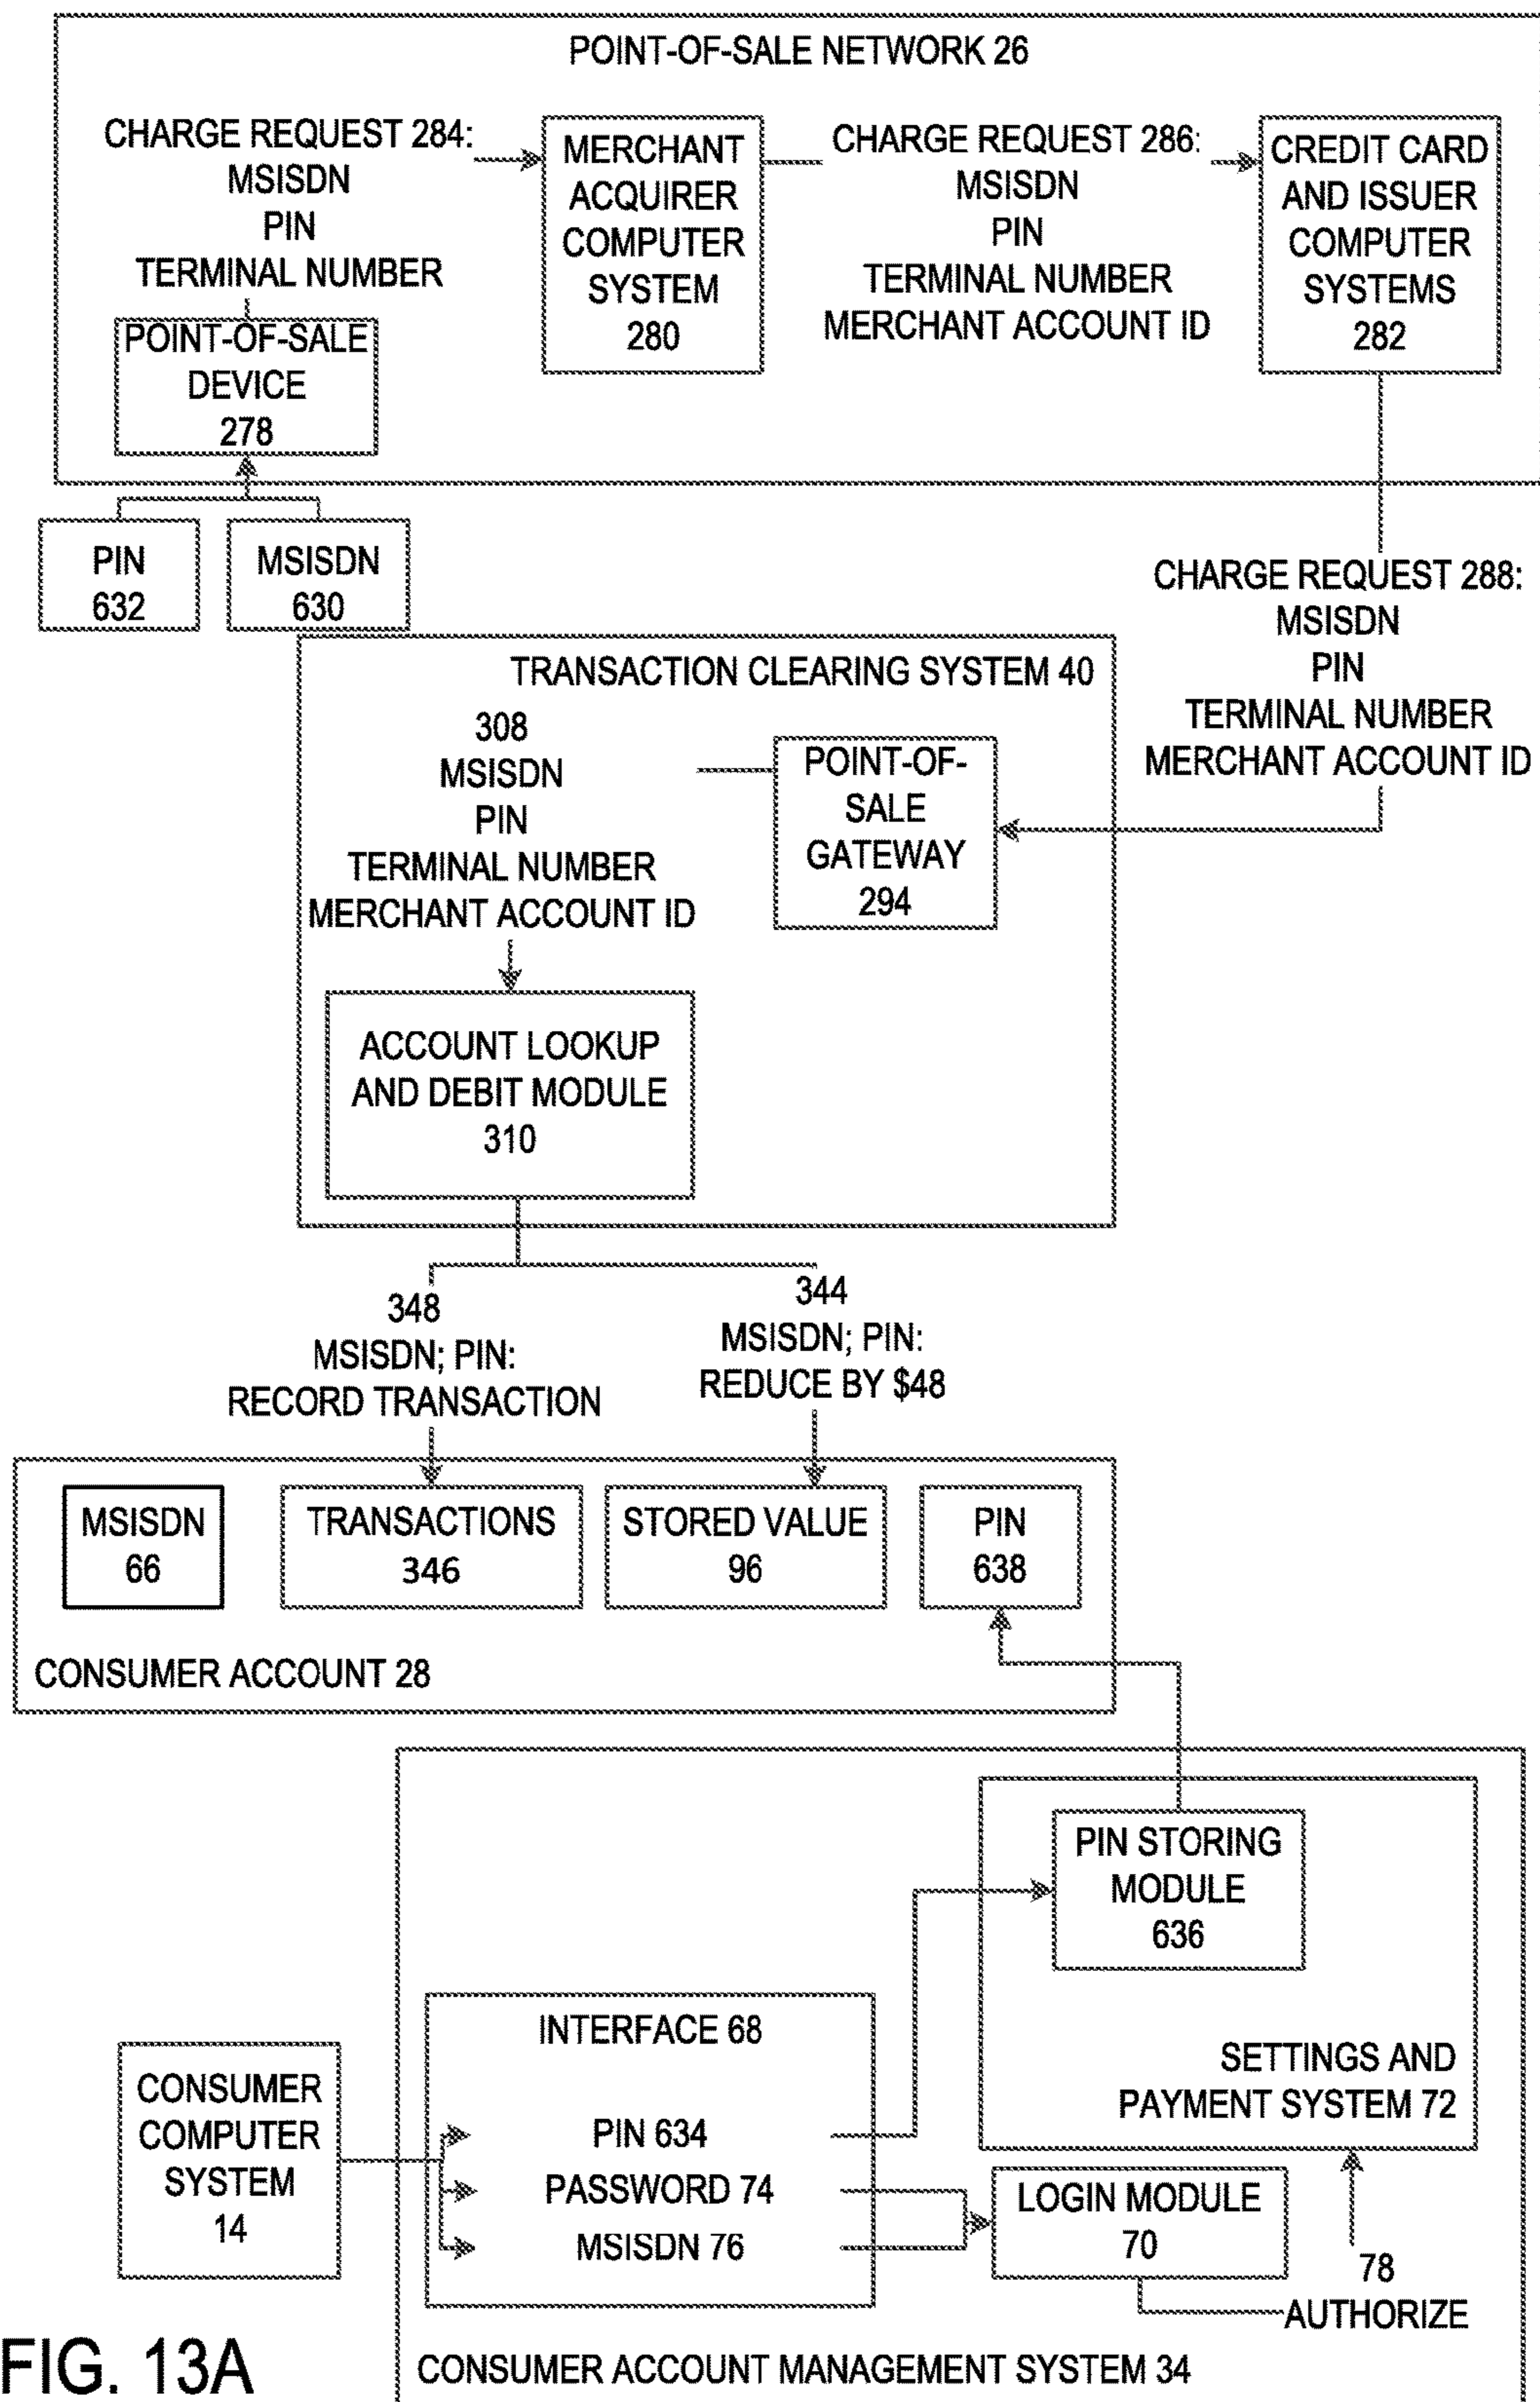 POINT-OF-SALE NETWORK 26
CHARGE REQUEST 284:
MSISDN
PIN
TERMINAL NUMBER
MERCHANT
ACQUIRER
COMPUTER
SYSTEM
280
CHARGE REQUEST 286:
MSISDN
PIN
TERMINAL NUMBER
MERCHANT ACCOUNT ID
CREDIT CARD
AND ISSUER
COMPUTER
SYSTEMS
282
POINT-OF-SALE
DEVICE
278
PIN
632
MSISDN
630
CHARGE REQUEST 288:
MSISDN
PIN
TERMINAL NUMBER
MERCHANT ACCOUNT ID
TRANSACTION CLEARING SYSTEM 40
308
MSISDN
PIN
TERMINAL NUMBER
MERCHANT ACCOUNT ID
POINT-OF-
SALE
GATEWAY
294
ACCOUNT LOOKUP
AND DEBIT MODULE
310
348
MSISDN; PIN:
RECORD TRANSACTION
344
MSISDN; PIN:
REDUCE BY $48
MSISDN
66
TRANSACTIONS
346
STORED VALUE
96
PIN
638
CONSUMER ACCOUNT 28
PIN STORING
MODULE
636
SETTINGS AND
PAYMENT SYSTEM 72
INTERFACE 68
CONSUMER
COMPUTER
SYSTEM
14
PIN 634
PASSWORD 74
MSISDN 76
LOGIN MODULE
70
78
AUTHORIZE
CONSUMER ACCOUNT MANAGEMENT SYSTEM 34
FIG. 13A